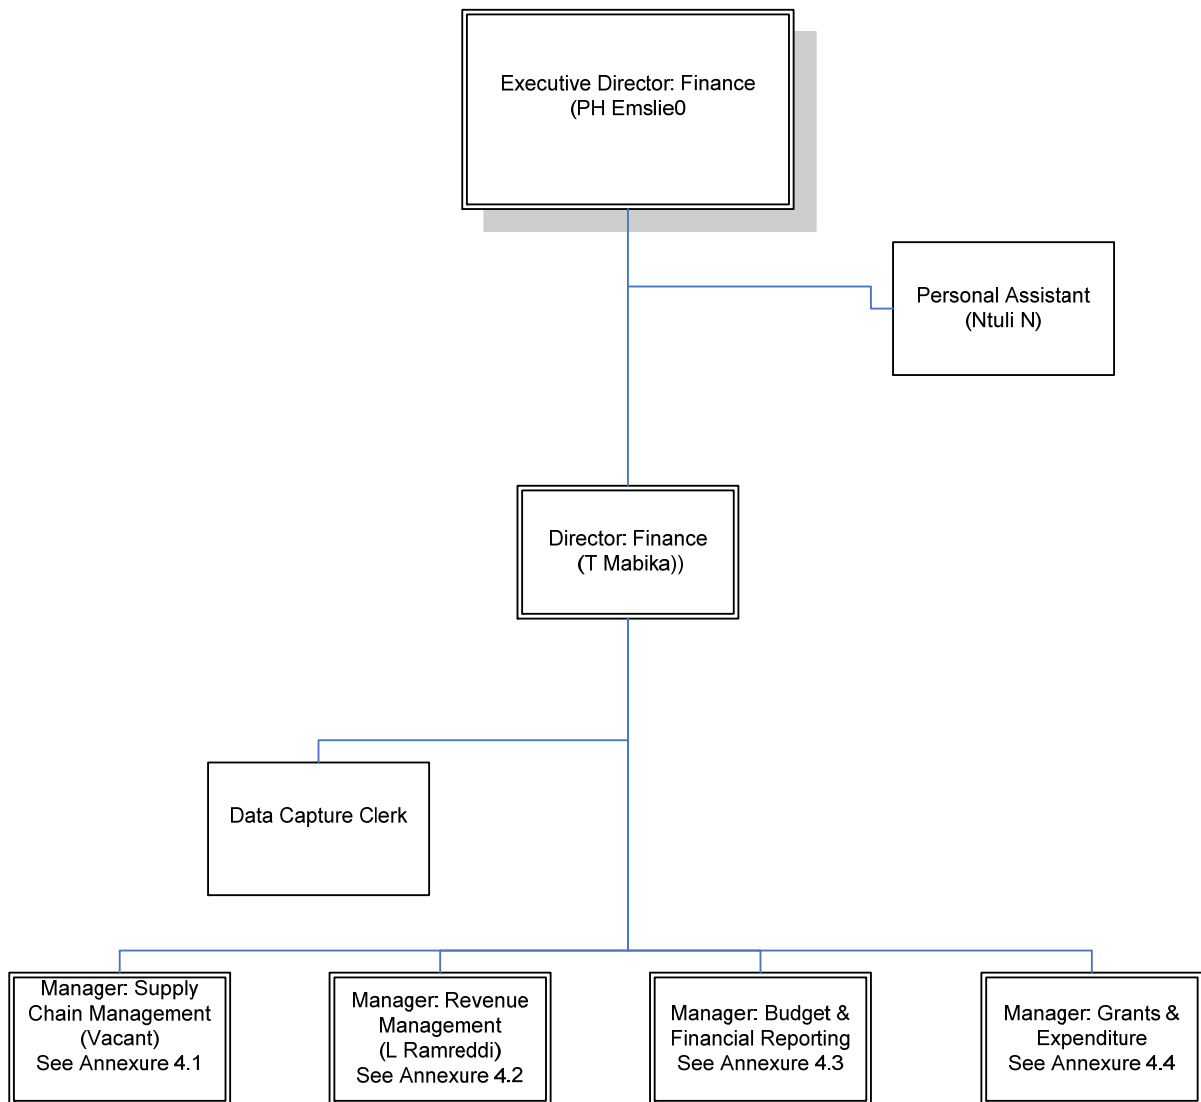 Executive Director: Finance
(PH Emslie0
Personal Assistant
(Ntuli N)
Director: Finance
(T Mabika))
Data Capture Clerk
Manager: Supply
Chain Management
(Vacant)
See Annexure 4.1
Manager: Revenue
Management
(L Ramreddi)
See Annexure 4.2
Manager: Budget &
Financial Reporting
See Annexure 4.3
Manager: Grants &
Expenditure
See Annexure 4.4